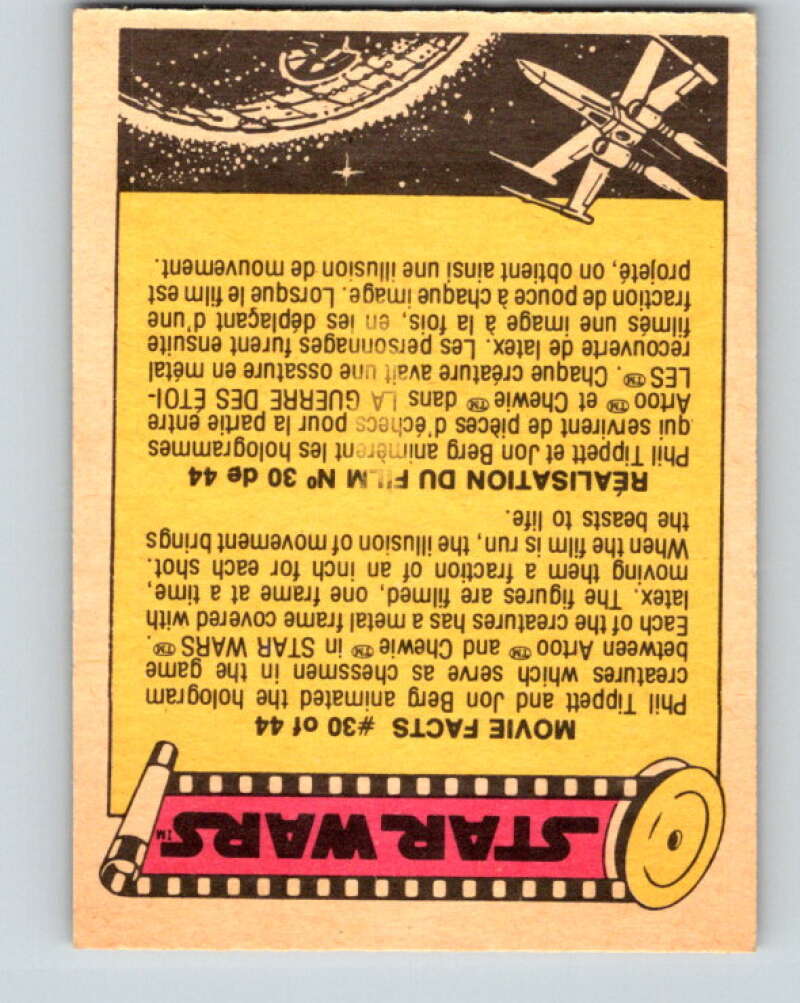 STAR WARS™
MOVIE FACTS #30 of 44
Phil Tippett and Jon Berg animated the hologram
creatures which serve as chessmen in the game
between Artoo™ and Chewie™ in STAR WARS™.
Each of the creatures has a metal frame covered with
latex. The figures are filmed, one frame at a time,
moving them a fraction of an inch for each shot.
When the film is run, the illusion of movement brings
the beasts to life.
RÉALISATION DU FILM Nº 30 de 44
Phil Tippett et Jon Berg animèrent les hologrammes
qui servirent de pièces d'échecs pour la partie entre
Artoo™ et Chewie™ dans LA GUERRE DES ÉTOI-
LES™. Chaque créature avait une ossature en métal
recouverte de latex. Les personnages furent ensuite
filmés une image à la fois, en les déplaçant d'une
fraction de pouce à chaque image. Lorsque le film est
projeté, on obtient ainsi une illusion de mouvement.